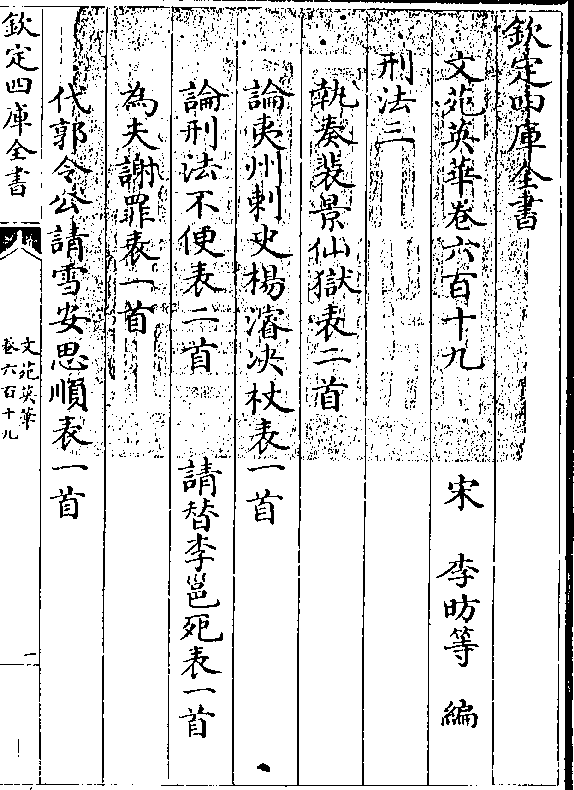 欽定四庫全書
文苑英華卷六百十九　宋　李昉等　編
刑法三
執奏裴景仙獄表二首
論夷州刺史楊濬決杖表一首
論刑法不便表二首　請替李邕死表一首
為夫謝罪表一首
代郭令公請雪安思順表一首
欽定四庫全書
文苑英華
卷六百十九
一